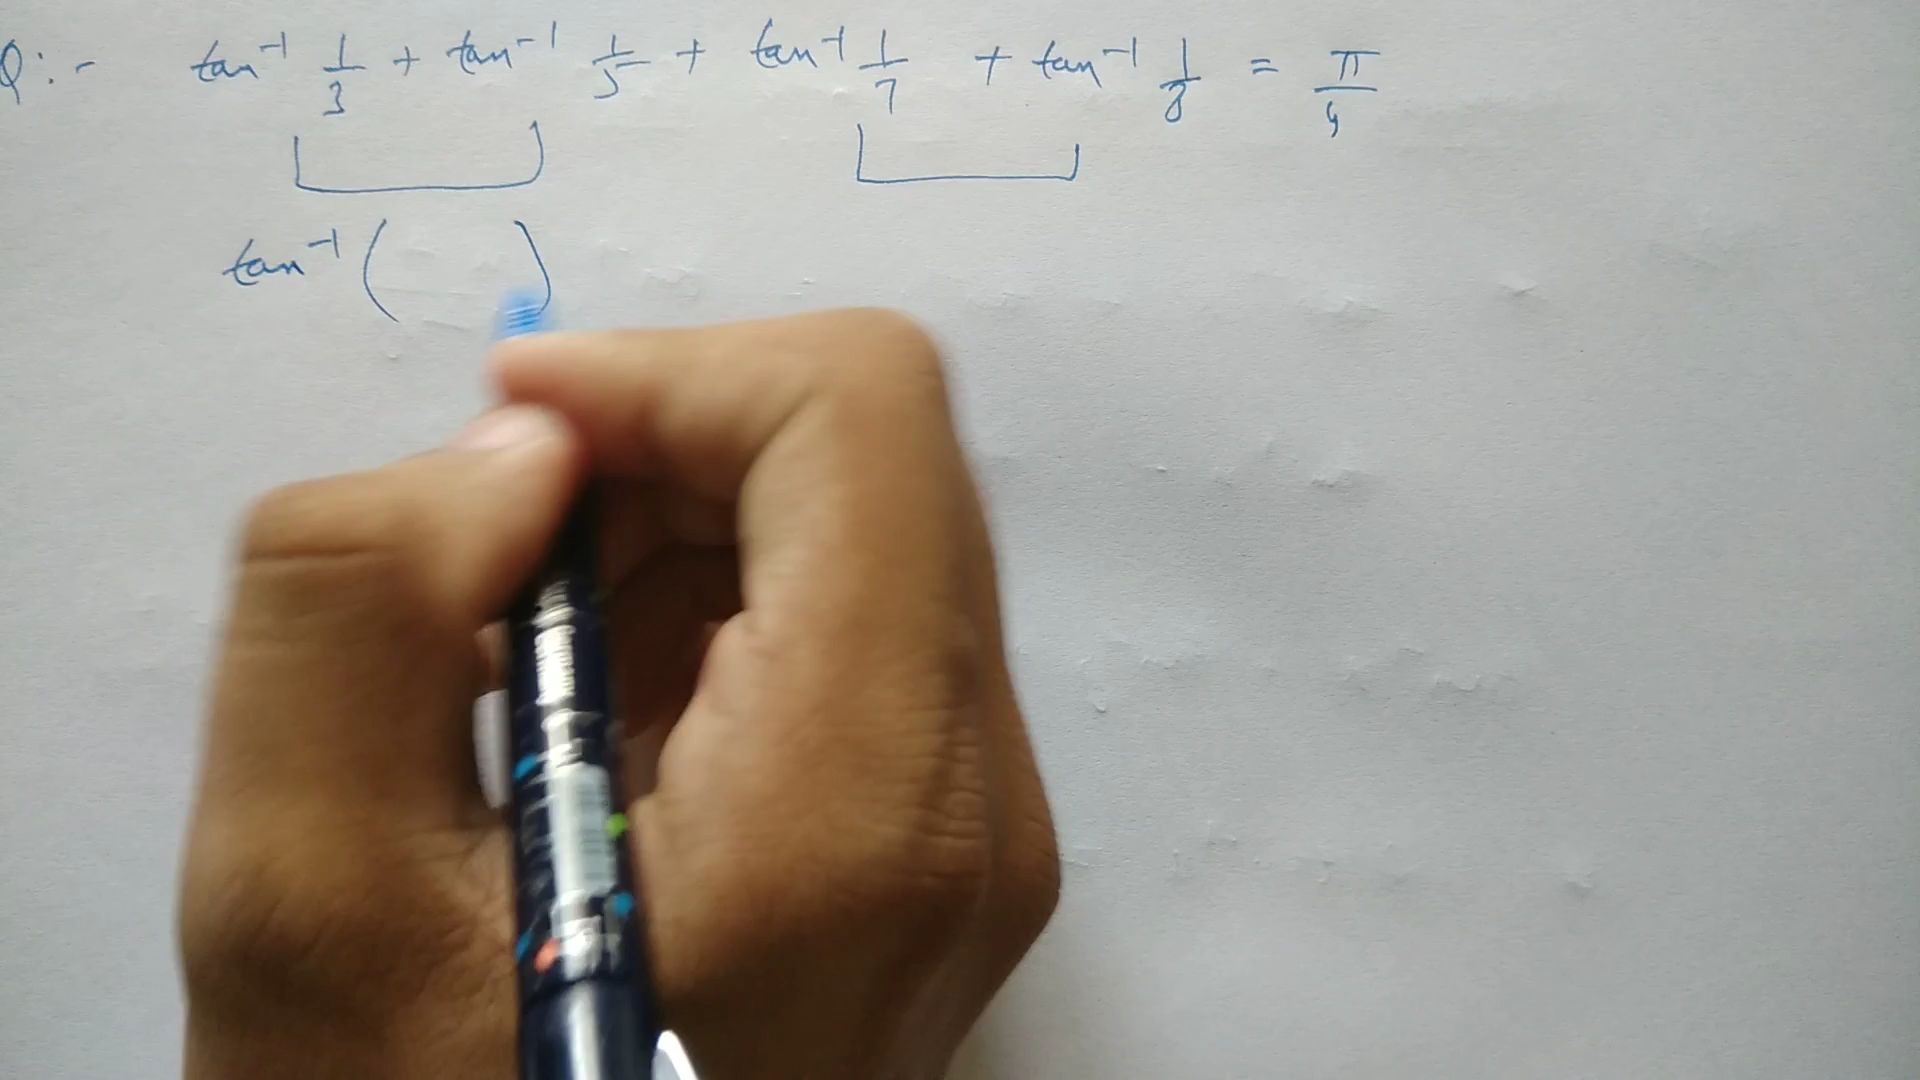 Q:- tan⁻¹ 1/3 + tan⁻¹ 1/5 + tan⁻¹ 1/7 + tan⁻¹ 1/8 = π/4
tan⁻¹ ( )